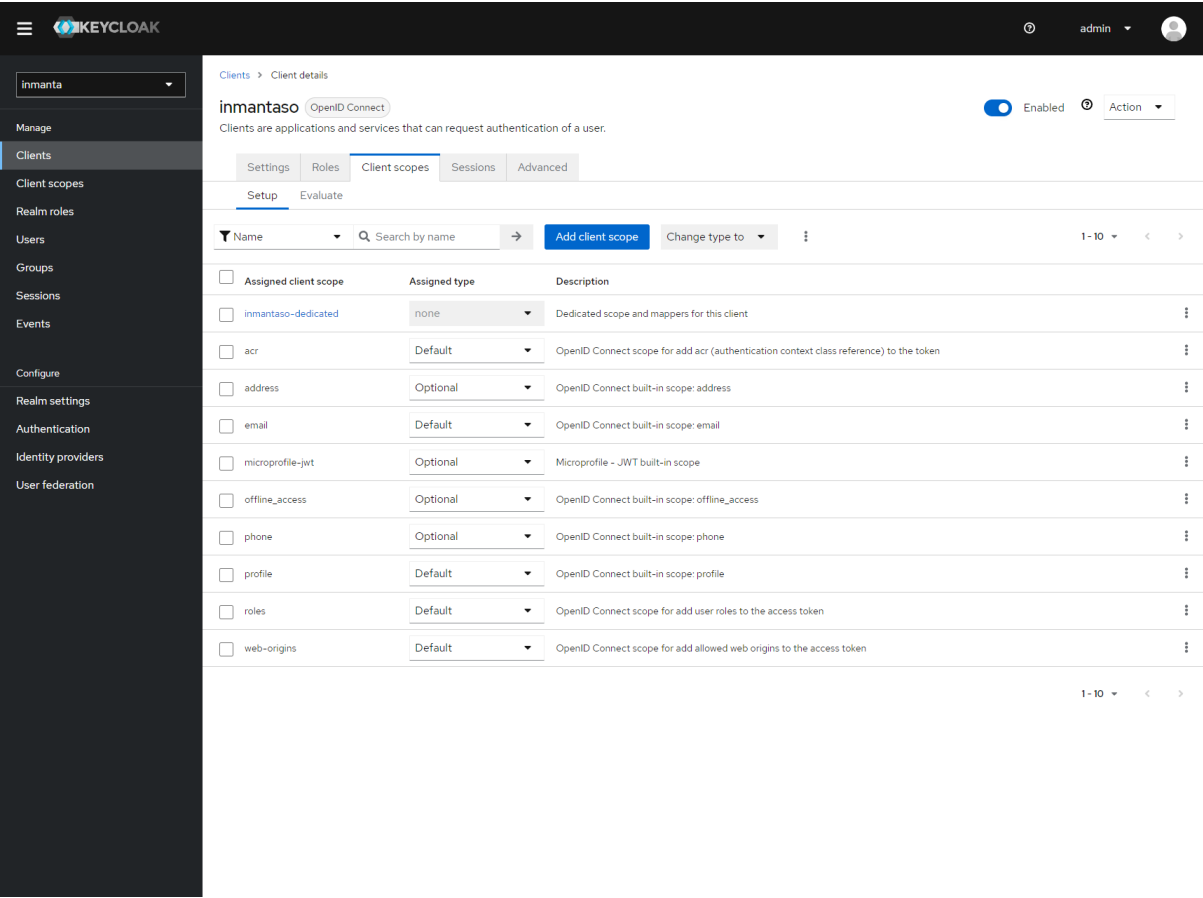 KEYCLOAK
admin
inmanta
Manage
Clients
Client scopes
Realm roles
Users
Groups
Sessions
Events
Configure
Realm settings
Authentication
Identity providers
User federation
Clients > Client details
inmantaso OpenID Connect
Enabled Action
Clients are applications and services that can request authentication of a user.
Settings Roles Client scopes Sessions Advanced
Setup Evaluate
Name Search by name Add client scope Change type to 1 - 10
Assigned client scope Assigned type Description
inmantaso-dedicated none Dedicated scope and mappers for this client
acr Default OpenID Connect scope for add acr (authentication context class reference) to the token
address Optional OpenID Connect built-in scope: address
email Default OpenID Connect built-in scope: email
microprofile-jwt Optional Microprofile - JWT built-in scope
offline_access Optional OpenID Connect built-in scope: offline_access
phone Optional OpenID Connect built-in scope: phone
profile Default OpenID Connect built-in scope: profile
roles Default OpenID Connect scope for add user roles to the access token
web-origins Default OpenID Connect scope for add allowed web origins to the access token
1 - 10